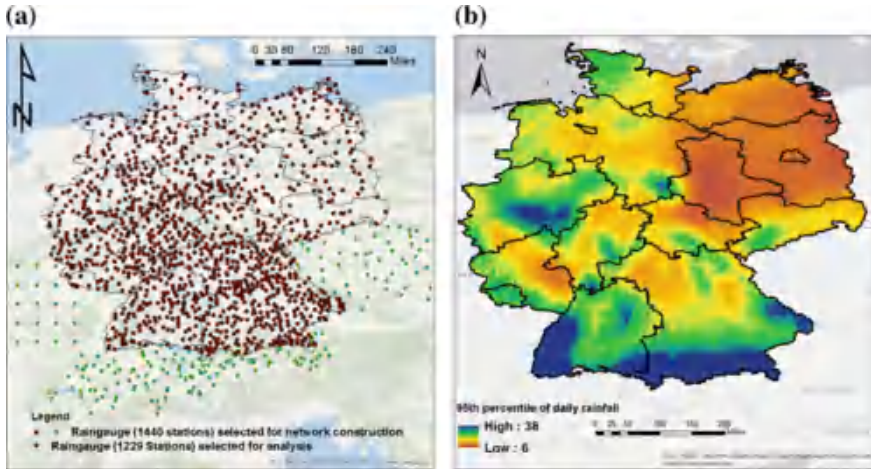 (a)
0 30 60 120 180 240
Miles
N
Legend
Raingauge (1440 stations) selected for network construction
Raingauge (1229 Stations) selected for analysis
(b)
N
95th percentile of daily rainfall
High : 38
Low : 6